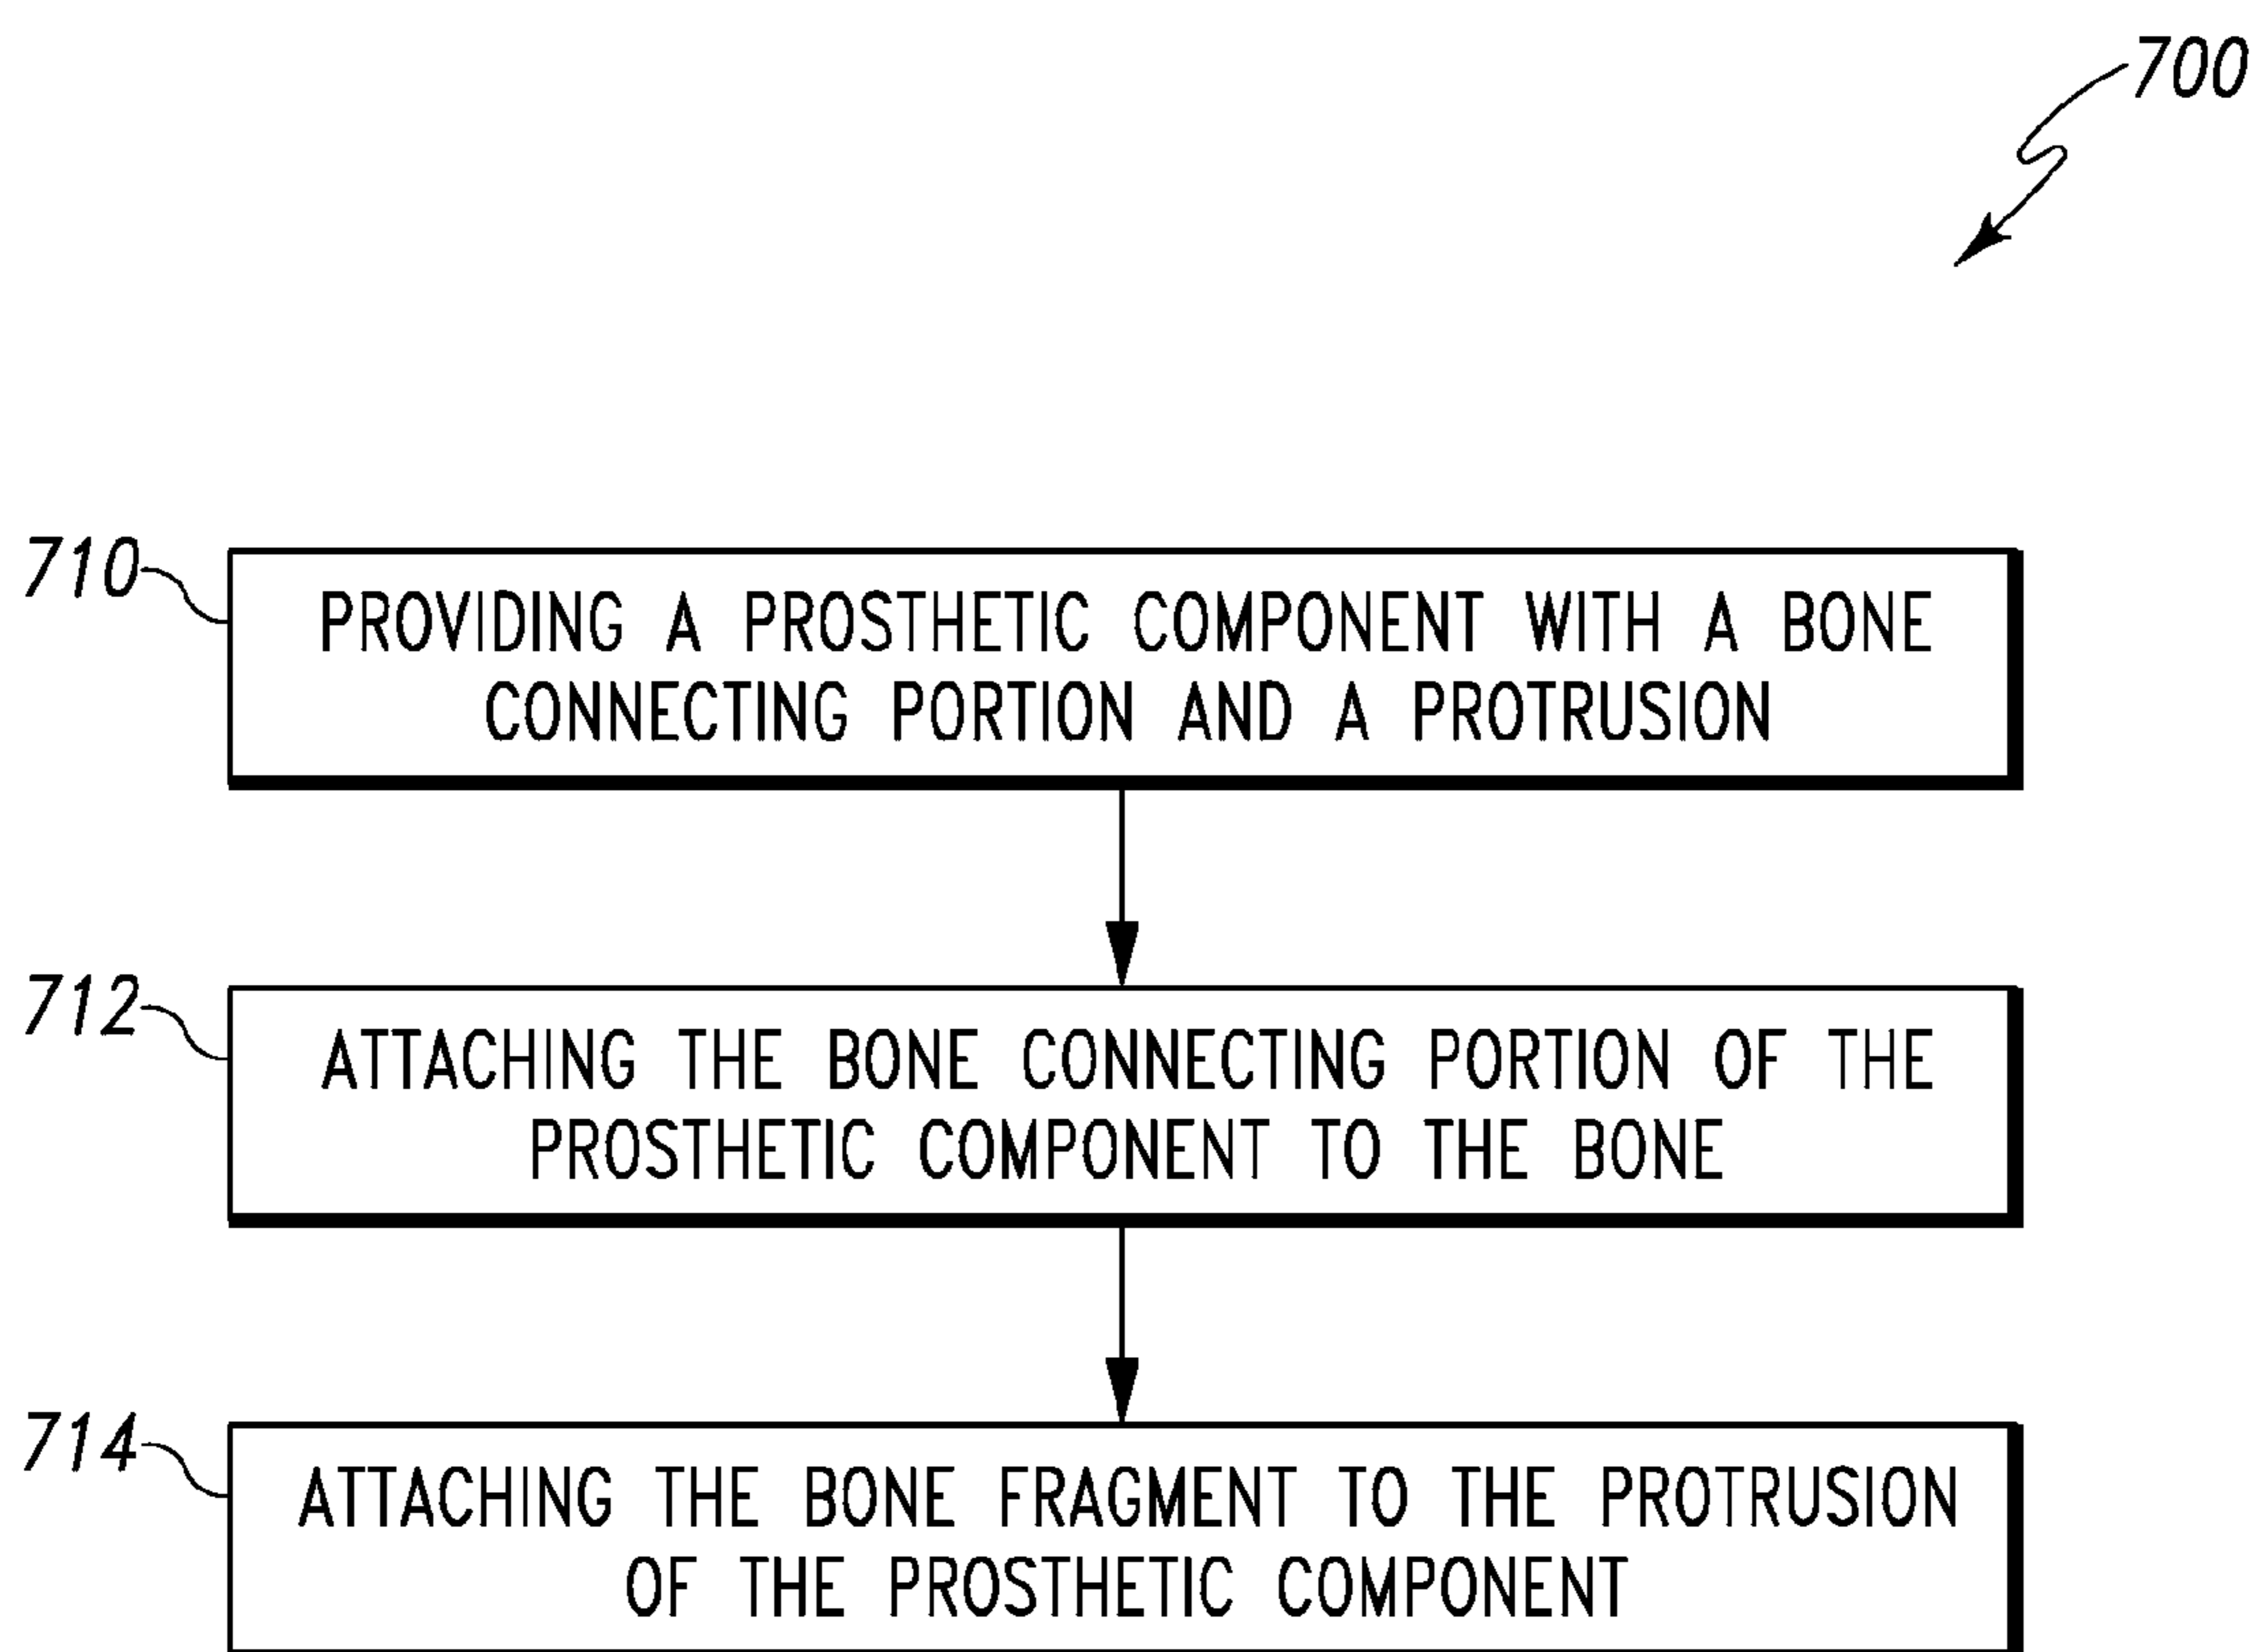 700
710
PROVIDING A PROSTHETIC COMPONENT WITH A BONE
CONNECTING PORTION AND A PROTRUSION
712
ATTACHING THE BONE CONNECTING PORTION OF THE
PROSTHETIC COMPONENT TO THE BONE
714
ATTACHING THE BONE FRAGMENT TO THE PROTRUSION
OF THE PROSTHETIC COMPONENT